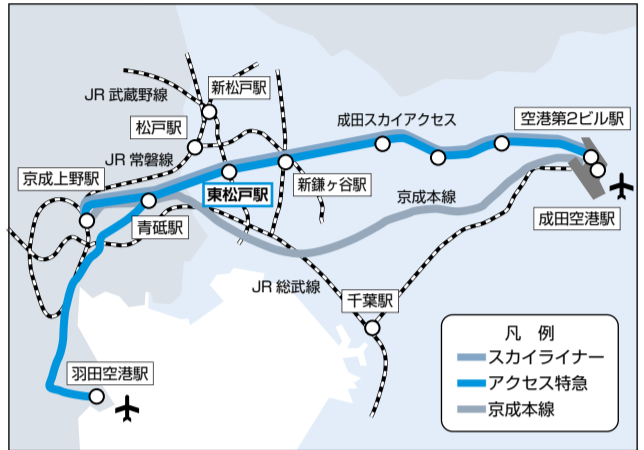 新松戸駅
JR 武蔵野線
松戸駅
成田スカイアクセス
空港第2ビル駅
JR 常磐線
京成上野駅
東松戸駅
新鎌ヶ谷駅
京成本線
成田空港駅
青砥駅
JR 総武線
千葉駅
羽田空港駅
凡 例
スカイライナー
アクセス特急
京成本線